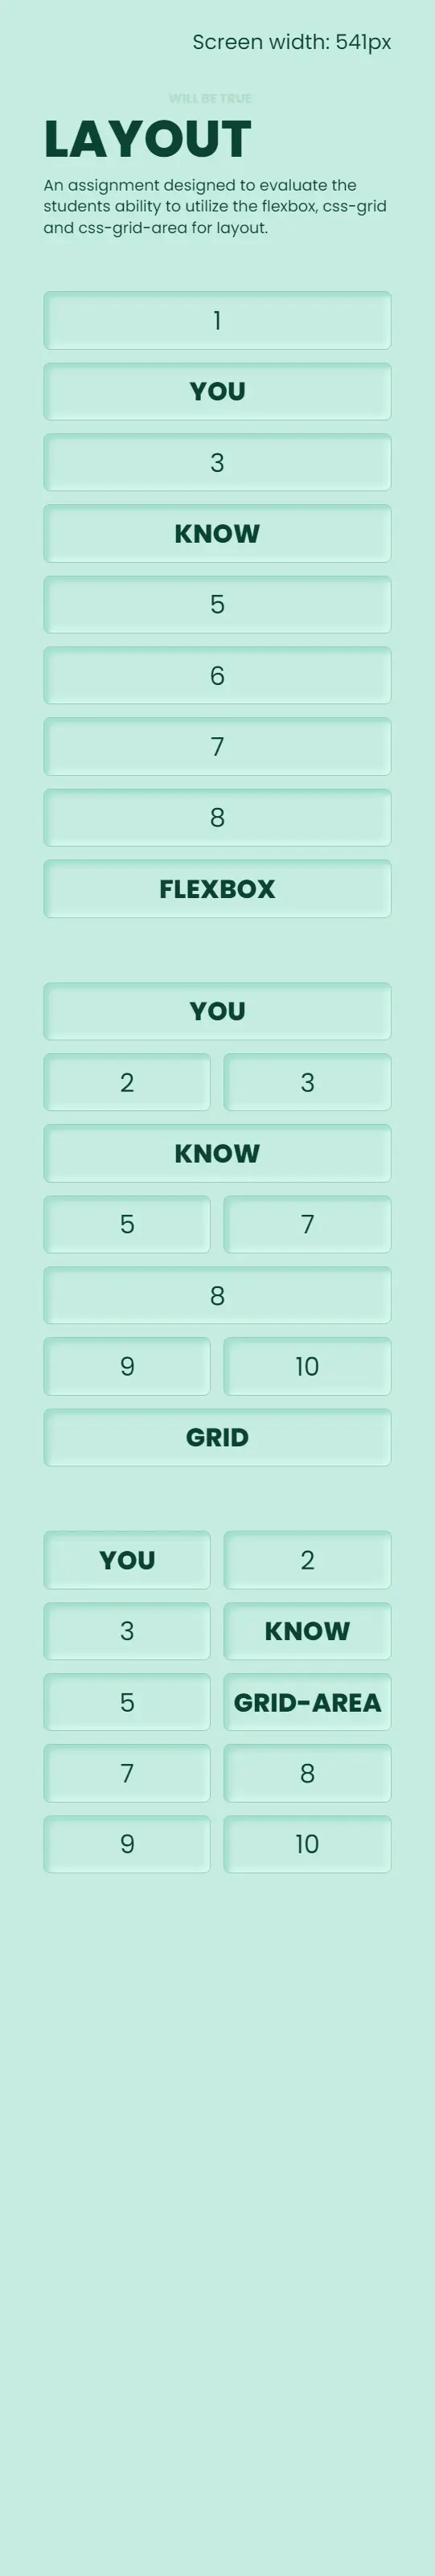 Screen width: 541px
WILL BE TRUE
LAYOUT
An assignment designed to evaluate the
students ability to utilize the flexbox, css-grid
and css-grid-area for layout.
1
YOU
3
KNOW
5
6
7
8
FLEXBOX
YOU
2 3
KNOW
5 7
8
9 10
GRID
YOU 2
3 KNOW
5 GRID-AREA
7 8
9 10